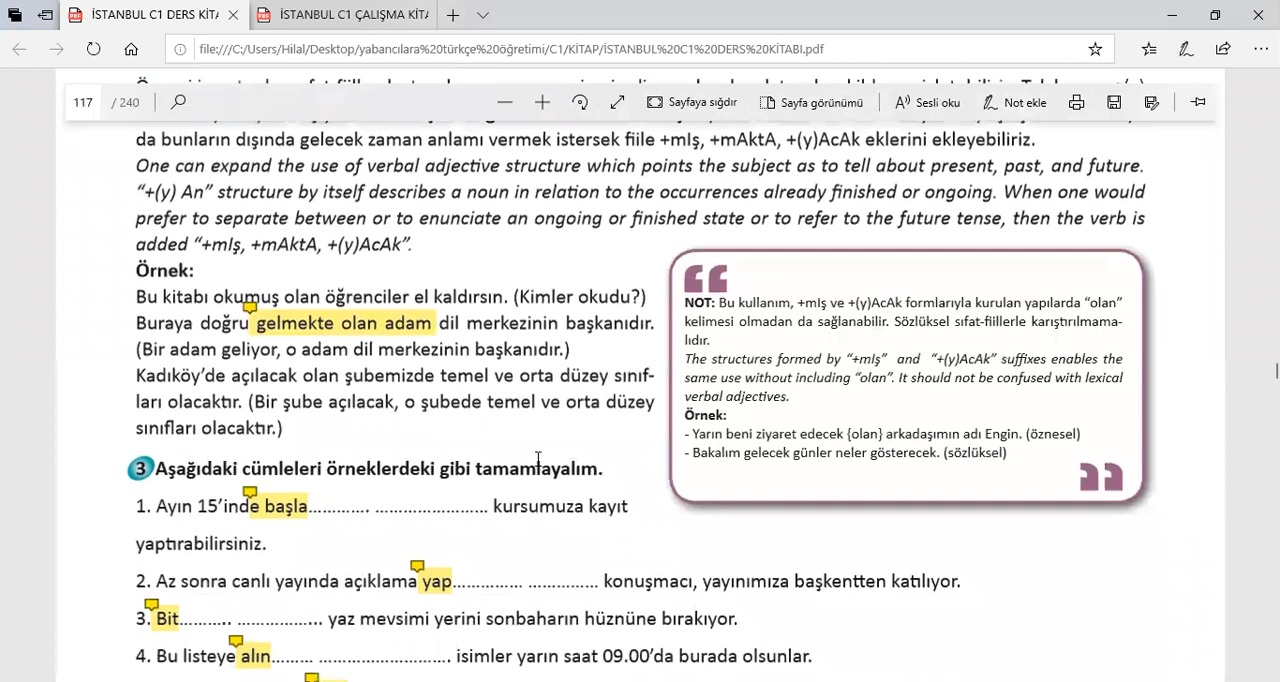 İSTANBUL C1 DERS KİTA
İSTANBUL C1 ÇALIŞMA KİTA
file:///C:/Users/Hilal/Desktop/yabancılara%20türkçe%20öğretimi/C1/KİTAP/İSTANBUL%20C1%20DERS%20KİTABI.pdf
117 / 240 Sayfaya sığdır Sayfa görünümü Sesli oku Not ekle
da bunların dışında gelecek zaman anlamı vermek istersek fiile +mIş, +mAktA, +(y)AcAk eklerini ekleyebiliriz.
One can expand the use of verbal adjective structure which points the subject as to tell about present, past, and future.
“+(y) An” structure by itself describes a noun in relation to the occurrences already finished or ongoing. When one would
prefer to separate between or to enunciate an ongoing or finished state or to refer to the future tense, then the verb is
added “+mIş, +mAktA, +(y)AcAk”.
Örnek:
Bu kitabı okumuş olan öğrenciler el kaldırsın. (Kimler okudu?)
Buraya doğru gelmekte olan adam dil merkezinin başkanıdır.
(Bir adam geliyor, o adam dil merkezinin başkanıdır.)
Kadıköy’de açılacak olan şubemizde temel ve orta düzey sınıf-
ları olacaktır. (Bir şube açılacak, o şubede temel ve orta düzey
sınıfları olacaktır.)
NOT: Bu kullanım, +mIş ve +(y)AcAk formlarıyla kurulan yapılarda “olan”
kelimesi olmadan da sağlanabilir. Sözlüksel sıfat-fiillerle karıştırılmama-
lıdır.
The structures formed by “+mIş” and “+(y)AcAk” suffixes enables the
same use without including “olan”. It should not be confused with lexical
verbal adjectives.
Örnek:
- Yarın beni ziyaret edecek {olan} arkadaşımın adı Engin. (öznesel)
- Bakalım gelecek günler neler gösterecek. (sözlüksel)
3 Aşağıdaki cümleleri örneklerdeki gibi tamamlayalım.
1. Ayın 15’inde başla…………. …………………… kursumuza kayıt
yaptırabilirsiniz.
2. Az sonra canlı yayında açıklama yap…………… ………….. konuşmacı, yayınımıza başkentten katılıyor.
3. Bit……….. ……………... yaz mevsimi yerini sonbaharın hüznüne bırakıyor.
4. Bu listeye alın……… ……………………. isimler yarın saat 09.00’da burada olsunlar.